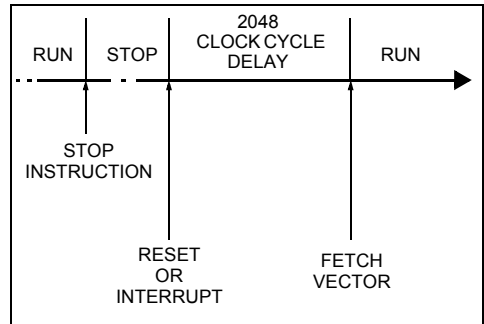 2048
CLOCK CYCLE
DELAY
RUN
STOP
RUN
STOP
INSTRUCTION
RESET
OR
INTERRUPT
FETCH
VECTOR